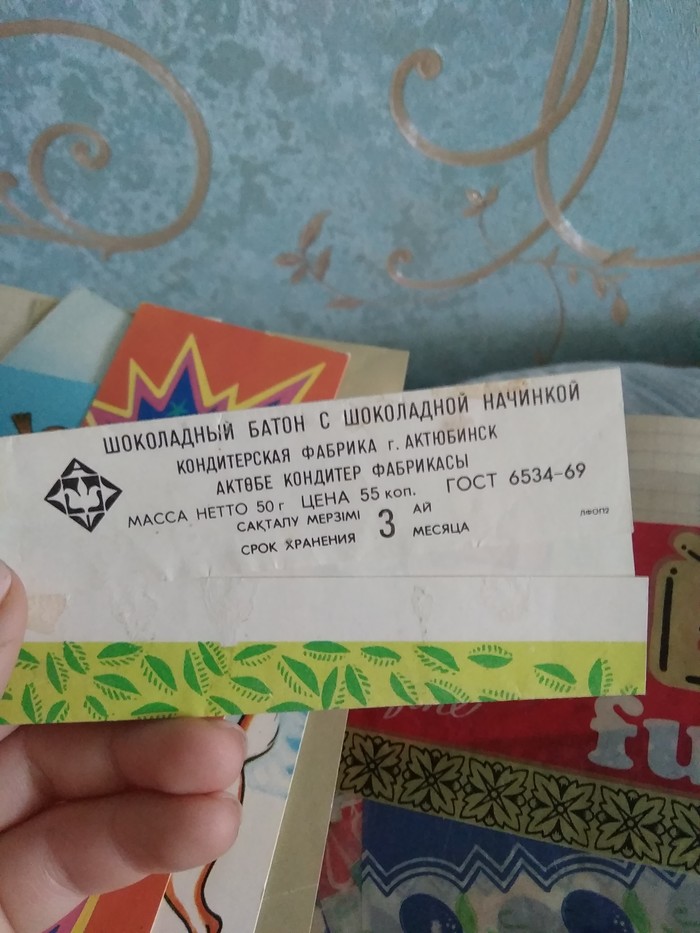 ШОКОЛАДНЫЙ БАТОН С ШОКОЛАДНОЙ НАЧИНКОЙ
КОНДИТЕРСКАЯ ФАБРИКА г. АКТЮБИНСК
АКТӨБЕ КОНДИТЕР ФАБРИКАСЫ
МАССА НЕТТО 50 г ЦЕНА 55 коп. ГОСТ 6534-69
САҚТАЛУ МЕРЗІМІ 3 АЙ
СРОК ХРАНЕНИЯ МЕСЯЦА
fu